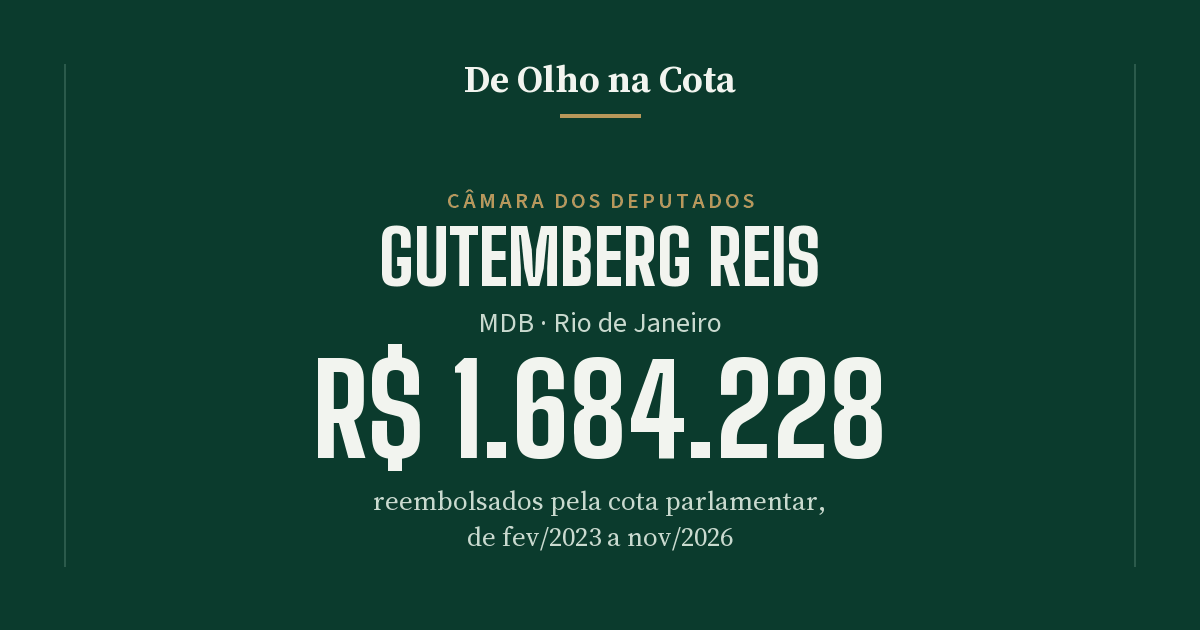 De Olho na Cota
CÂMARA DOS DEPUTADOS
GUTEMBERG REIS
MDB · Rio de Janeiro
R$ 1.684.228
reembolsados pela cota parlamentar,
de fev/2023 a nov/2026